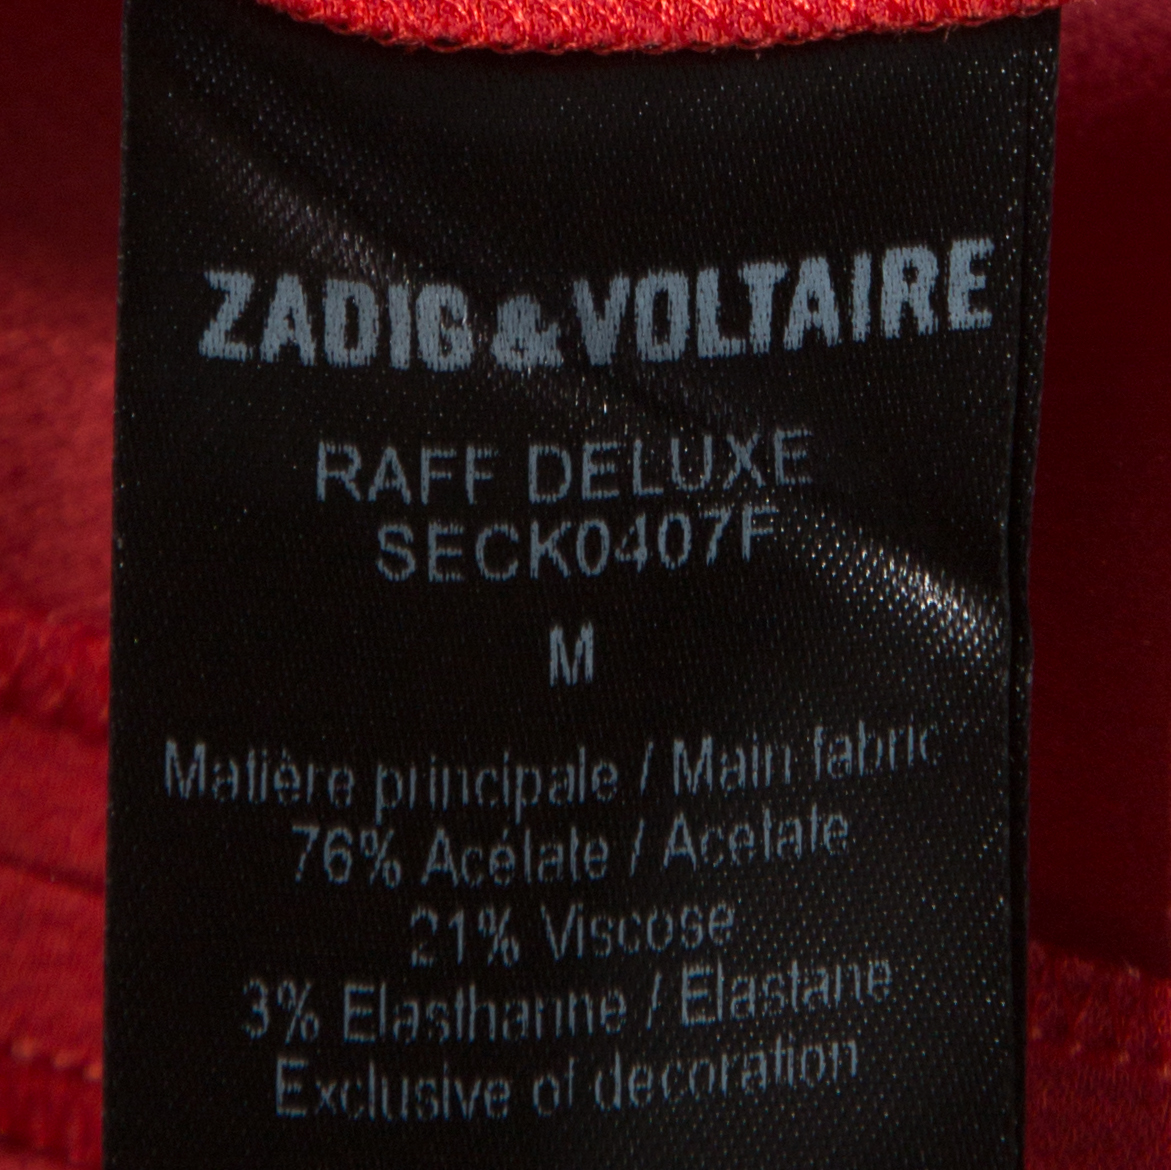 ZADIG & VOLTAIRE
RAFF DELUXE
SECK0407F
M
Matière principale / Main fabric
76% Acétate / Acetate
21% Viscose
3% Elasthanne / Elastane
Exclusive of decoration